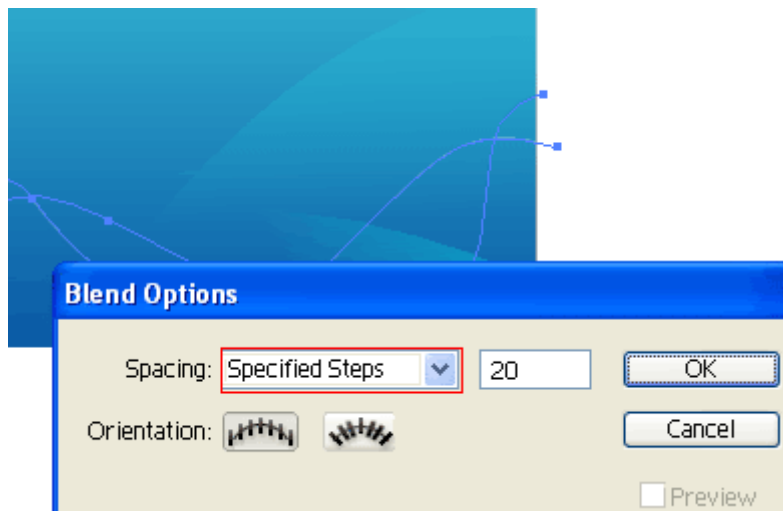 Blend Options
Spacing: Specified Steps 20 OK
Orientation: Cancel
Preview